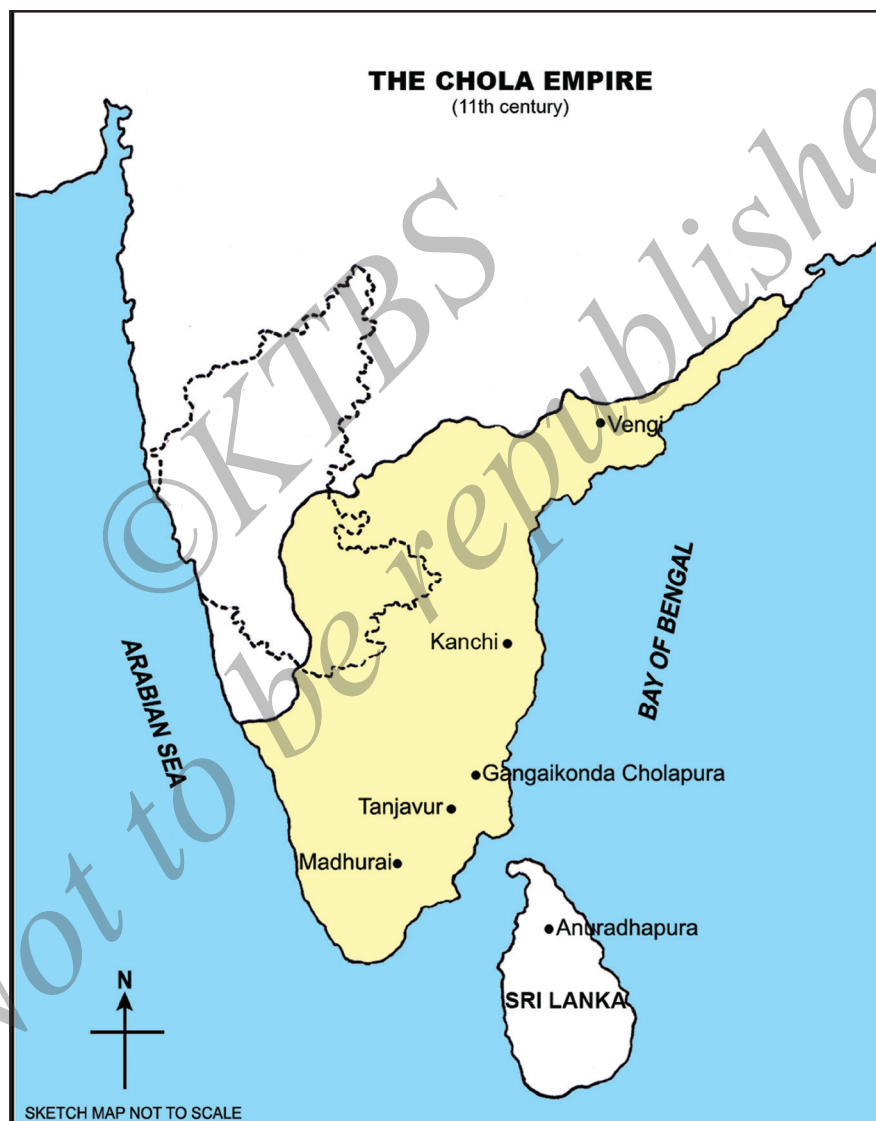 THE CHOLA EMPIRE
(11th century)
Vengi
Kanchi
BAY OF BENGAL
ARABIAN SEA
Gangaikonda Cholapura
Tanjavur
Madhurai
Anuradhapura
SRI LANKA
N
SKETCH MAP NOT TO SCALE
©KTBS
Not to be republished